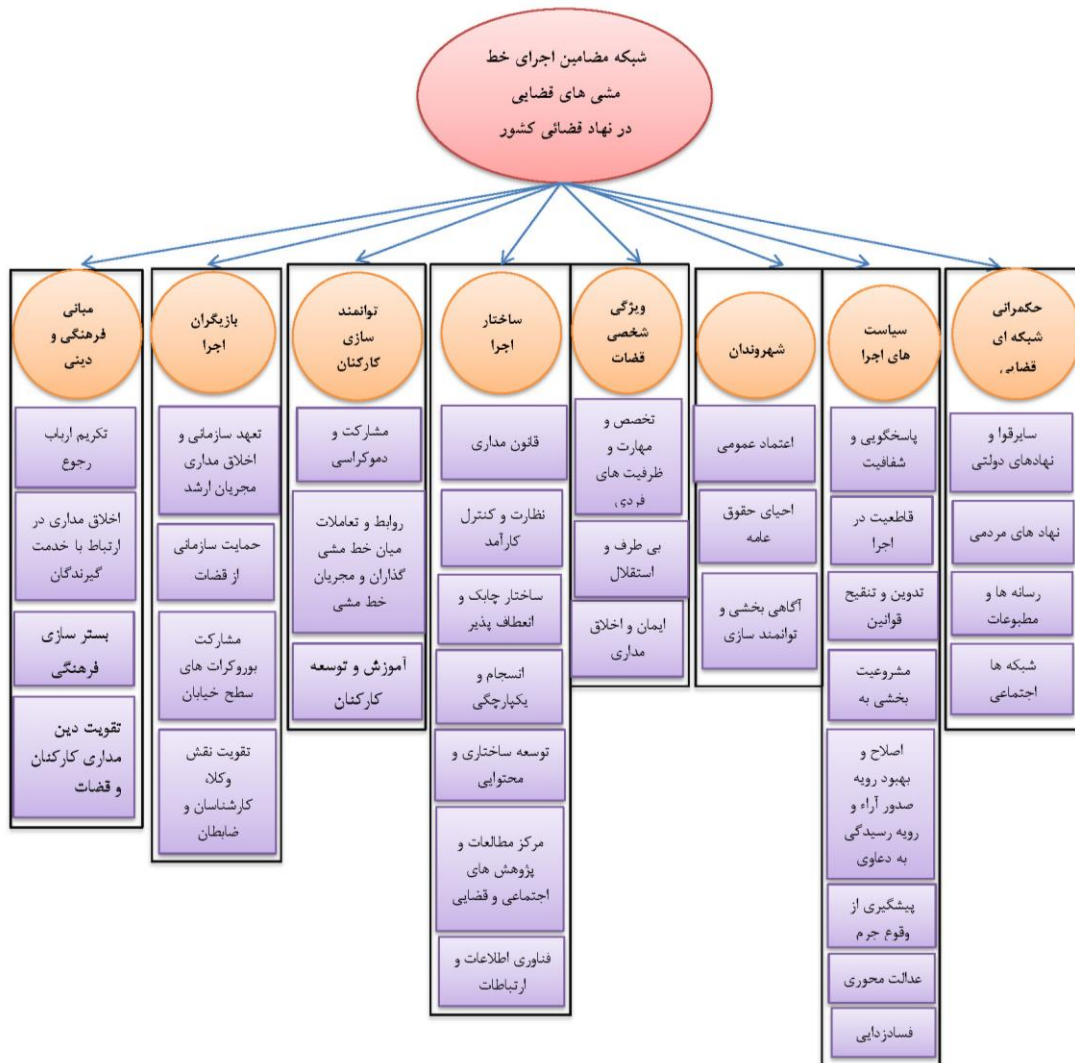 شبکه مضامین اجرای خط
مشی های قضایی
در نهاد قضائی کشور
حکمرانی
شبکه ای
قضایی
سایرقوا و
نهادهای دولتی
نهاد های مردمی
رسانه ها و
مطبوعات
شبکه ها
اجتماعی
سیاست
های اجرا
پاسخگویی و
شفافیت
قاطعیت در
اجرا
تدوین و تنقیح
قوانین
مشروعیت
بخشی به
اصلاح و
بهبود رویه
صدور آراء و
رویه رسیدگی
به دعاوی
پیشگیری از
وقوع جرم
عدالت محوری
فسادزدایی
شهروندان
اعتماد عمومی
احیای حقوق
عامه
آگاهی بخشی و
توانمند سازی
ویژگی
شخصی
قضات
تخصص و
مهارت و
ظرفیت های
فردی
بی طرف و
استقلال
ایمان و اخلاق
مداری
ساختار
اجرا
قانون مداری
نظارت و کنترل
کارآمد
ساختار چابک و
انعطاف پذیر
انسجام و
یکپارچگی
توسعه ساختاری و
محتوایی
مرکز مطالعات و
پژوهش های
اجتماعی و قضایی
فناوری اطلاعات و
ارتباطات
توانمند
سازی
کارکنان
مشارکت و
دموکراسی
روابط و تعاملات
میان خط مشی
گذاران و مجریان
خط مشی
آموزش و توسعه
کارکنان
بازیگران
اجرا
تعهد سازمانی و
اخلاق مداری
مجریان ارشد
حمایت سازمانی
از قضات
مشارکت
بوروکرات های
سطح خیابان
تقویت نقش
وکلا،
کارشناسان و
ضابطان
مبانی
فرهنگی و
دینی
تکریم ارباب
رجوع
اخلاق مداری در
ارتباط با خدمت
گیرندگان
بستر سازی
فرهنگی
تقویت دین
مداری کارکنان
و قضات